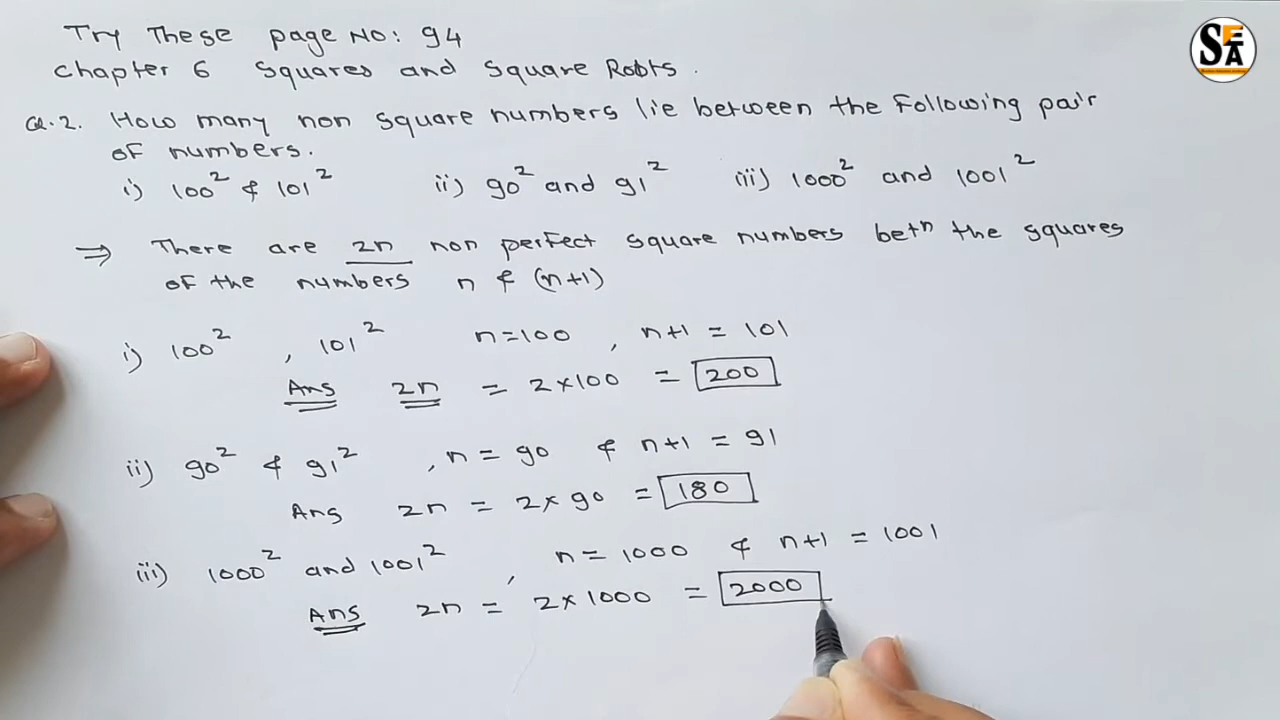 Try These page No: 94
Chapter 6 Squares and Square Roots.
Q.2. How many non square numbers lie between the Following pair
of numbers.
i) 100² & 101² ii) 90² and 91² iii) 1000² and 1001²
⇒ There are 2n non perfect square numbers betn the squares
of the numbers n & (n+1)
i) 100² , 101² n=100 , n+1 = 101
Ans 2n = 2×100 = 200
ii) 90² & 91² , n = 90 & n+1 = 91
Ans 2n = 2×90 = 180
iii) 1000² and 1001² , n = 1000 & n+1 = 1001
Ans 2n = 2×1000 = 2000
SEA